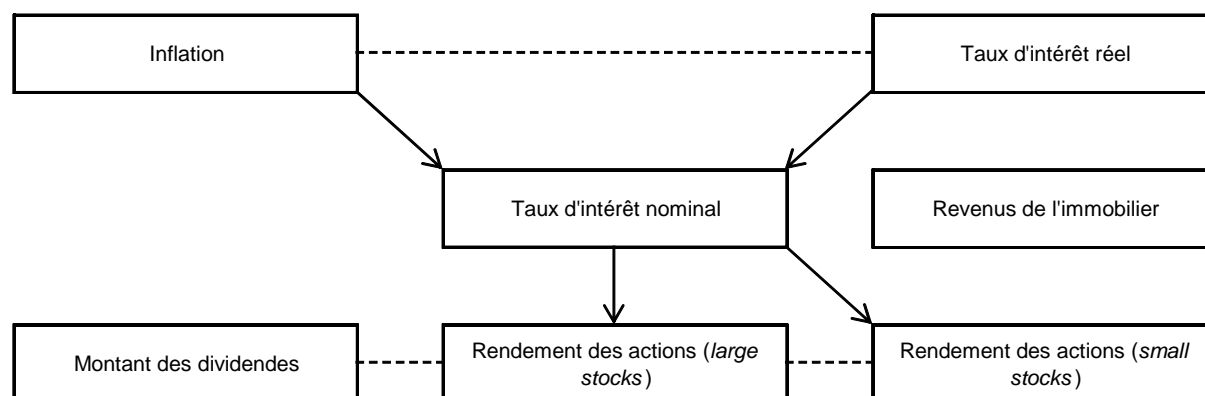 Inflation
Taux d'intérêt réel
Taux d'intérêt nominal
Revenus de l'immobilier
Montant des dividendes
Rendement des actions (large
stocks)
Rendement des actions (small
stocks)